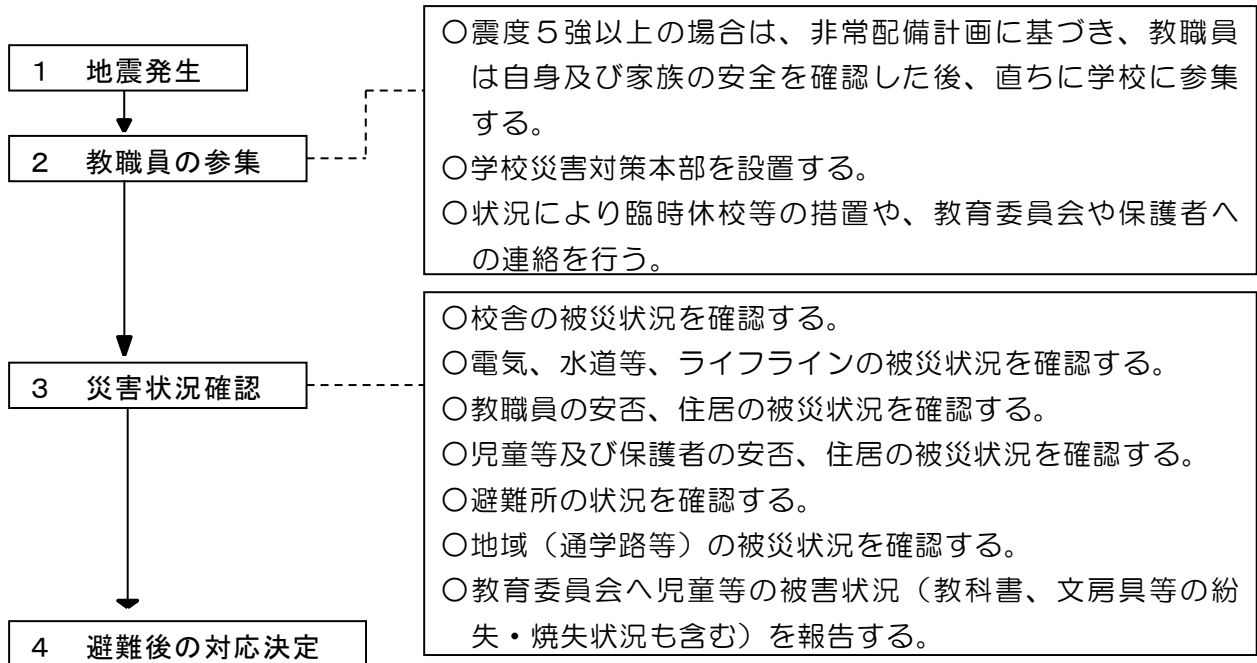 1 地震発生
2 教職員の参集
○震度5強以上の場合は、非常配備計画に基づき、教職員
は自身及び家族の安全を確認した後、直ちに学校に参集
する。
○学校災害対策本部を設置する。
○状況により臨時休校等の措置や、教育委員会や保護者へ
の連絡を行う。
3 災害状況確認
○校舎の被災状況を確認する。
○電気、水道等、ライフラインの被災状況を確認する。
○教職員の安否、住居の被災状況を確認する。
○児童等及び保護者の安否、住居の被災状況を確認する。
○避難所の状況を確認する。
○地域（通学路等）の被災状況を確認する。
○教育委員会へ児童等の被害状況（教科書、文房具等の紛
失・焼失状況も含む）を報告する。
4 避難後の対応決定